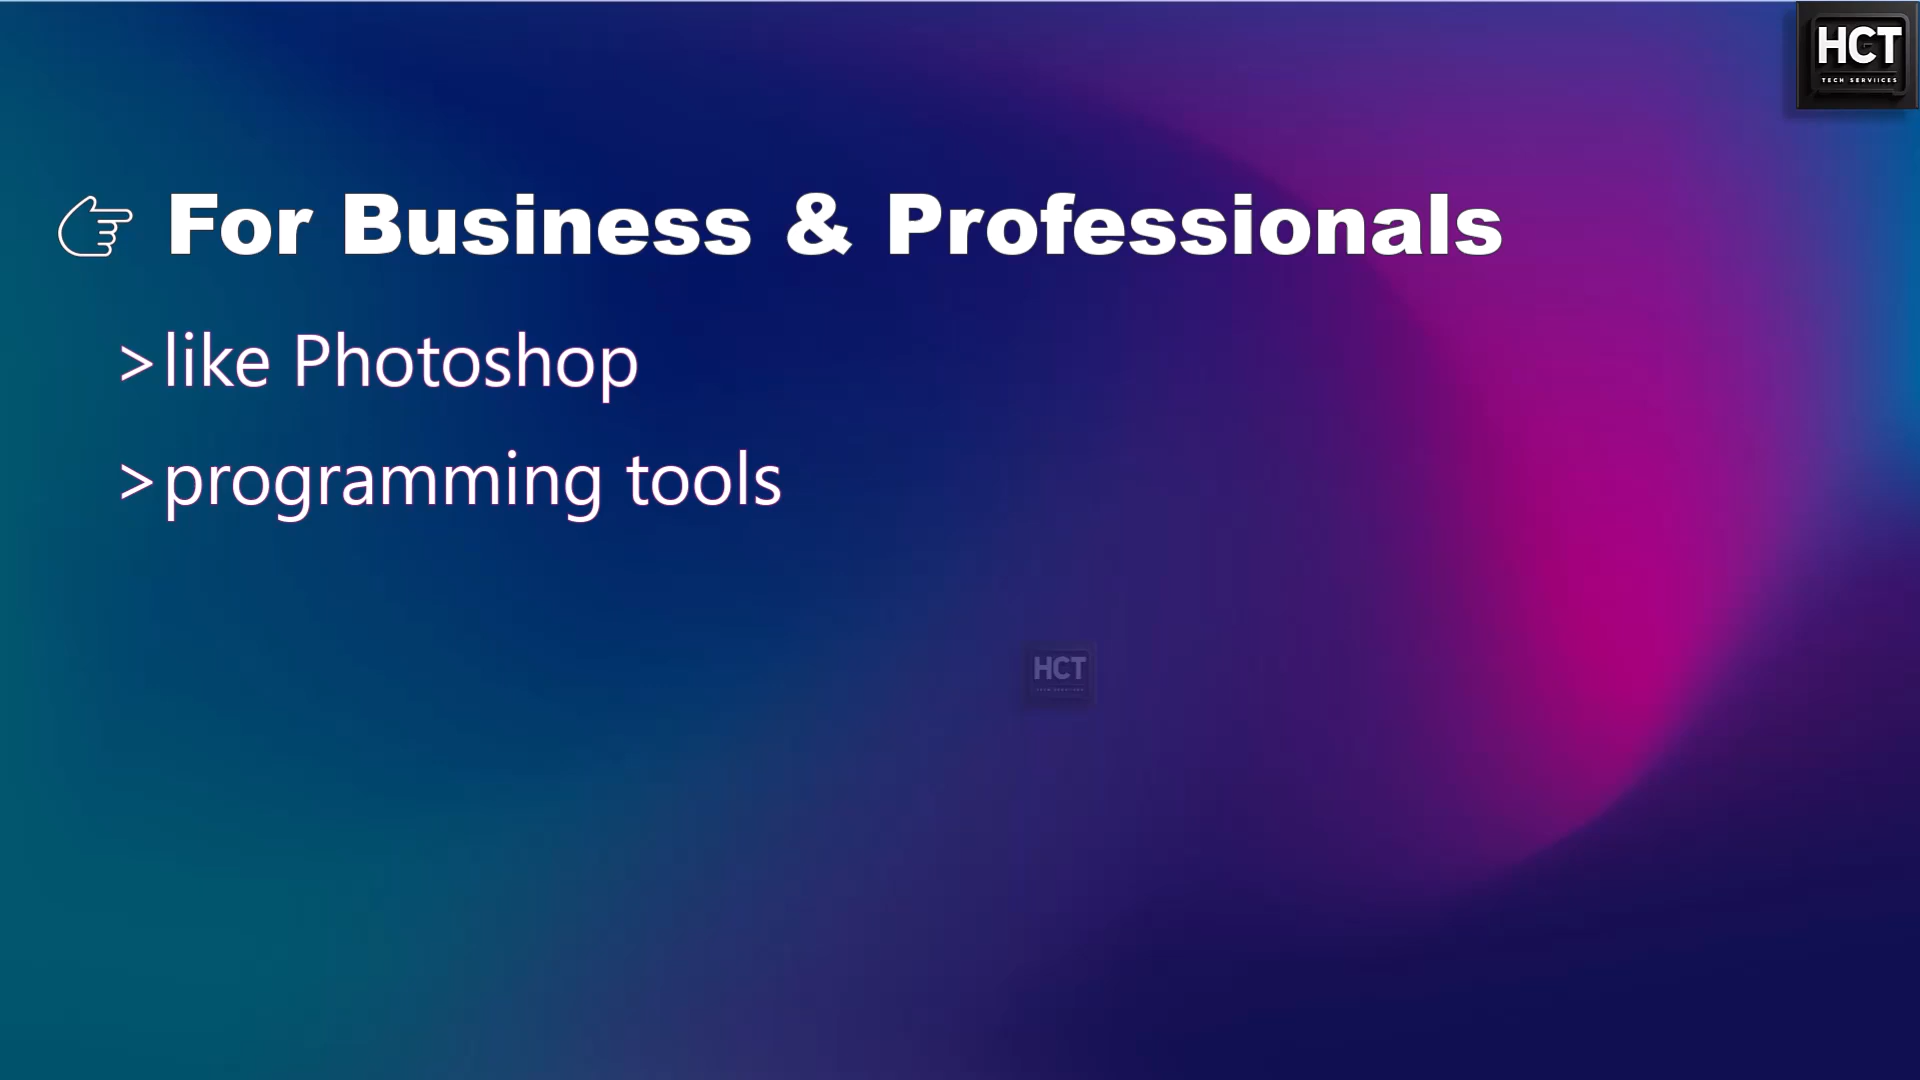 HCT
TECH SERVIICES
☞ For Business & Professionals
>like Photoshop
>programming tools
HCT